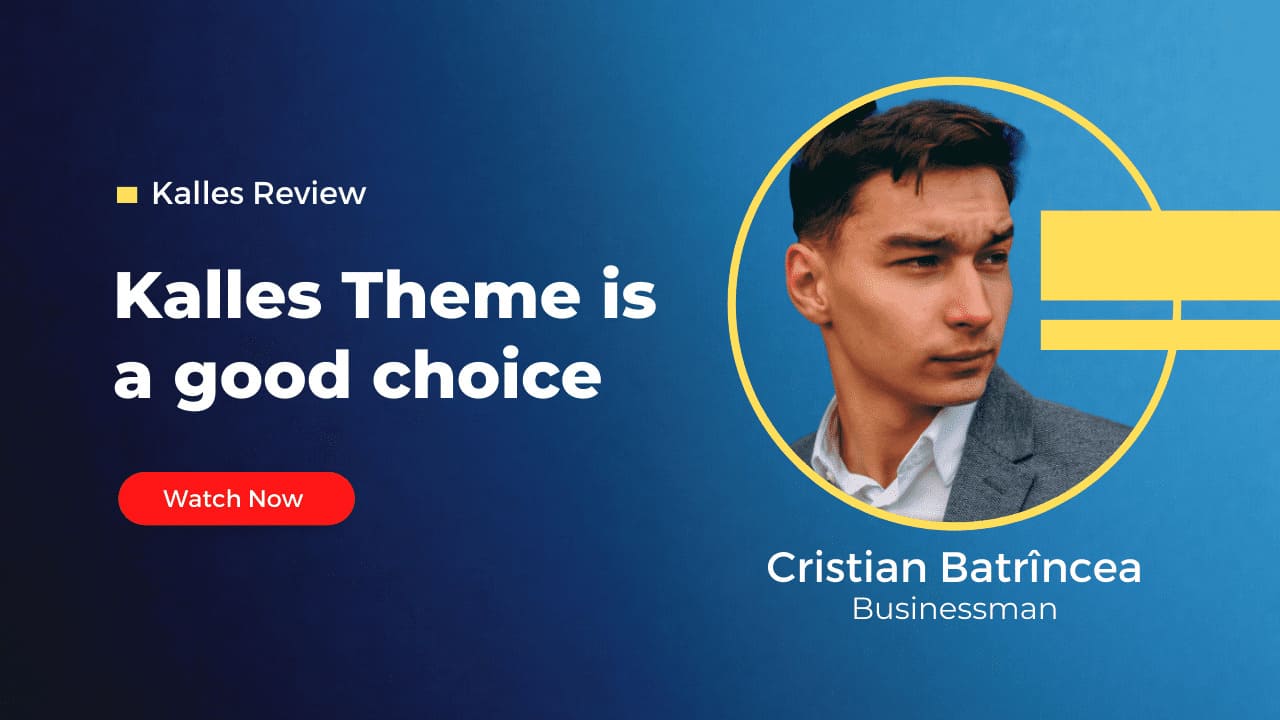 Kalles Review
Kalles Theme is
a good choice
Watch Now
Cristian Batrîncea
Businessman